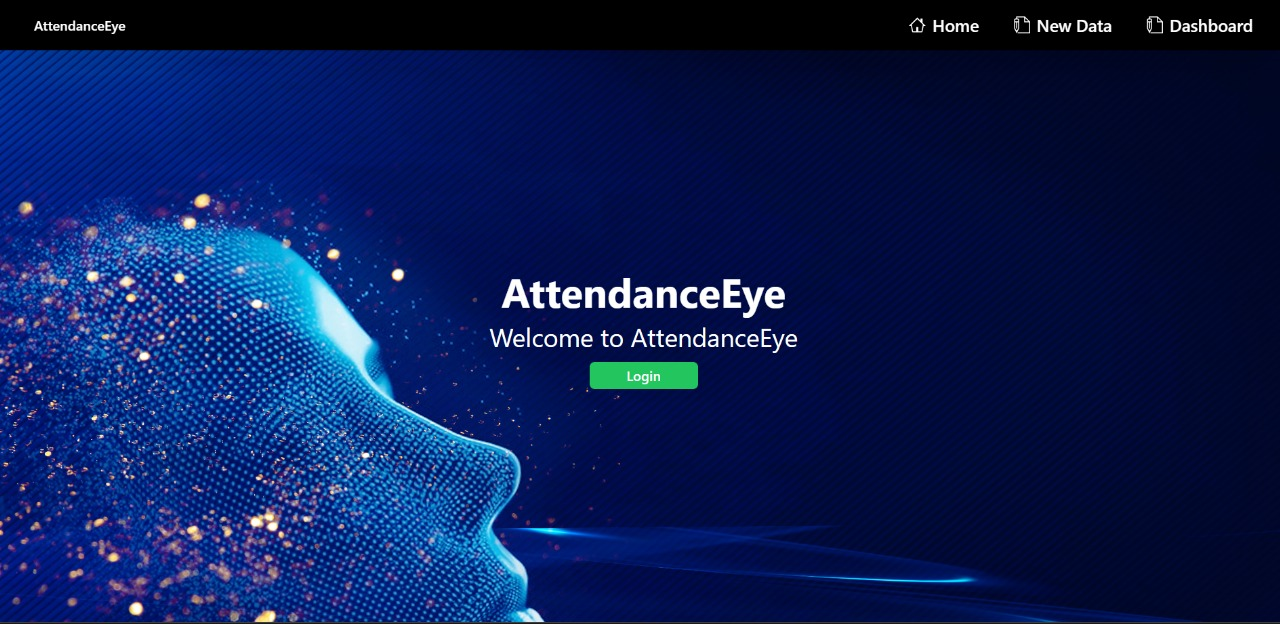 AttendanceEye
Home
New Data
Dashboard
AttendanceEye
Welcome to AttendanceEye
Login